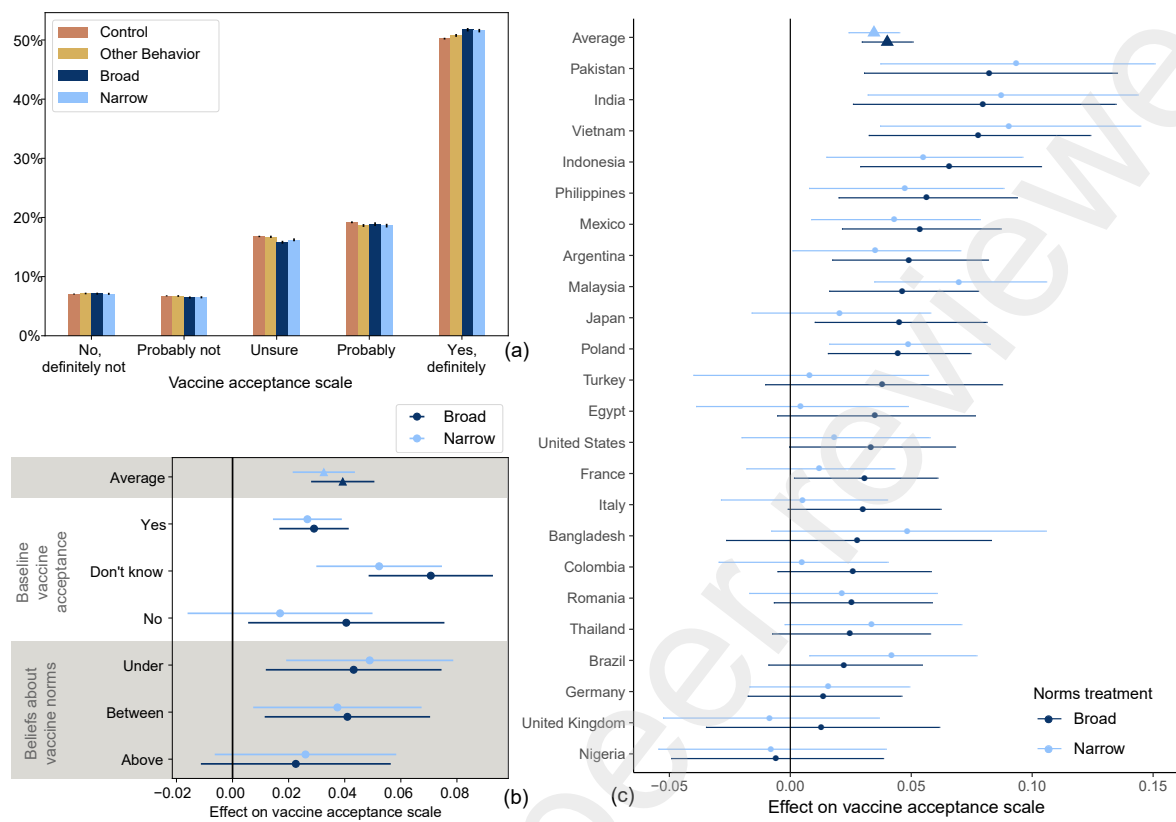 50%
40%
30%
20%
10%
0%
Control
Other Behavior
Broad
Narrow
No,
definitely not
Probably not
Unsure
Probably
Yes,
definitely
Vaccine acceptance scale
(a)
Broad
Narrow
Baseline
vaccine
acceptance
Beliefs about
vaccine norms
Average
Yes
Don't know
No
Under
Between
Above
−0.02
0.00
0.02
0.04
0.06
0.08
Effect on vaccine acceptance scale
(b)
Average
Pakistan
India
Vietnam
Indonesia
Philippines
Mexico
Argentina
Malaysia
Japan
Poland
Turkey
Egypt
United States
France
Italy
Bangladesh
Colombia
Romania
Thailand
Brazil
Germany
United Kingdom
Nigeria
Norms treatment
Broad
Narrow
−0.05
0.00
0.05
0.10
0.15
Effect on vaccine acceptance scale
(c)
peer reviewe